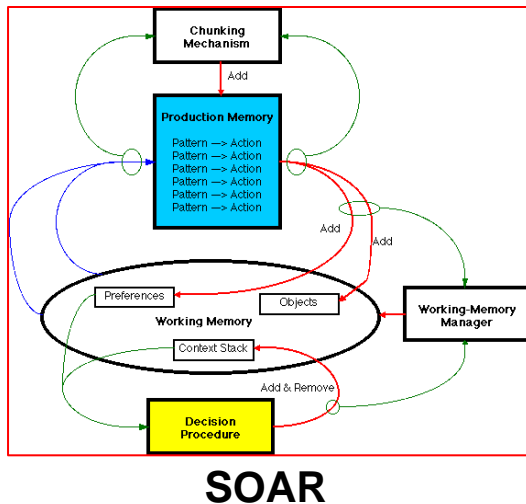 Chunking
Mechanism
Add
Production Memory
Pattern —> Action
Pattern —> Action
Pattern —> Action
Pattern —> Action
Pattern —> Action
Pattern —> Action
Add
Add
Preferences
Objects
Working Memory
Working-Memory
Manager
Context Stack
Add & Remove
Decision
Procedure
SOAR